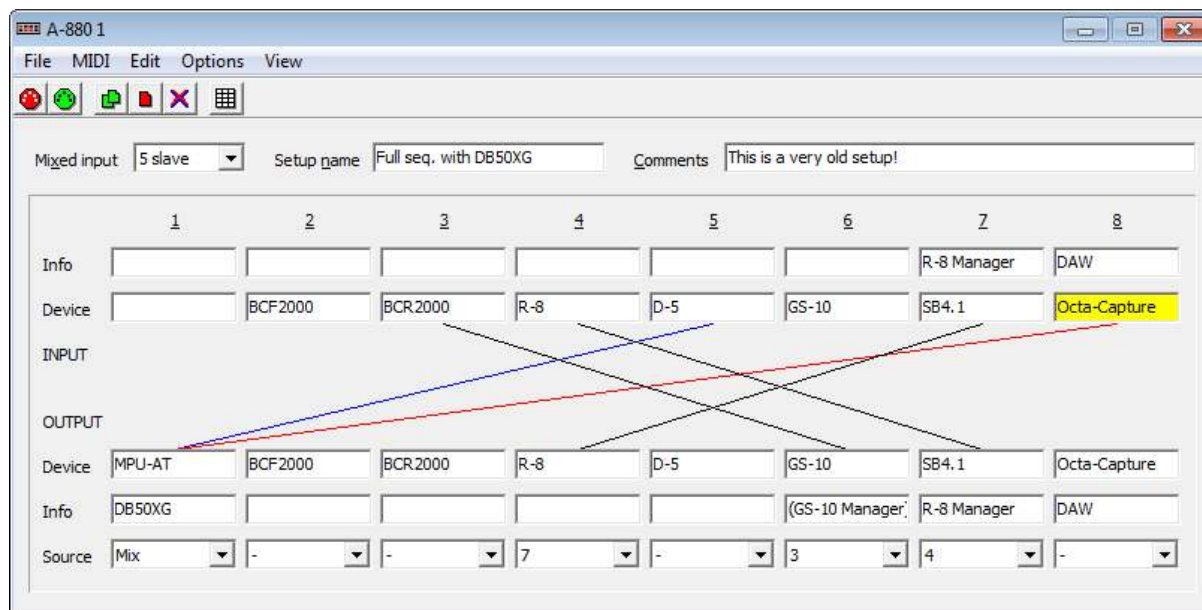 A-880 1
File MIDI Edit Options View
Mixed input 5 slave Setup name Full seq. with DB50XG Comments This is a very old setup!
1 2 3 4 5 6 7 8
Info R-8 Manager DAW
Device BCF2000 BCR2000 R-8 D-5 GS-10 SB4.1 Octa-Capture
INPUT
OUTPUT
Device MPU-AT BCF2000 BCR2000 R-8 D-5 GS-10 SB4.1 Octa-Capture
Info DB50XG (GS-10 Manager) R-8 Manager DAW
Source Mix - - 7 - 3 4 -